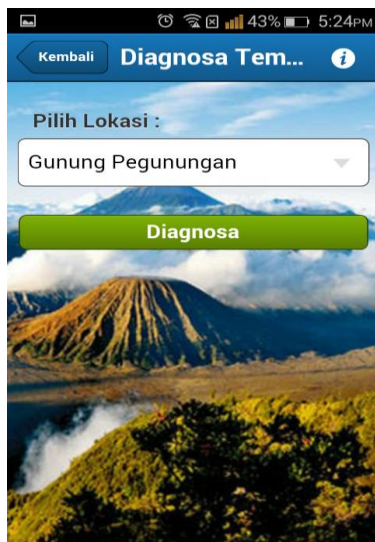 43% 5:24PM
Kembali Diagnosa Tem... i
Pilih Lokasi :
Gunung Pegunungan
Diagnosa